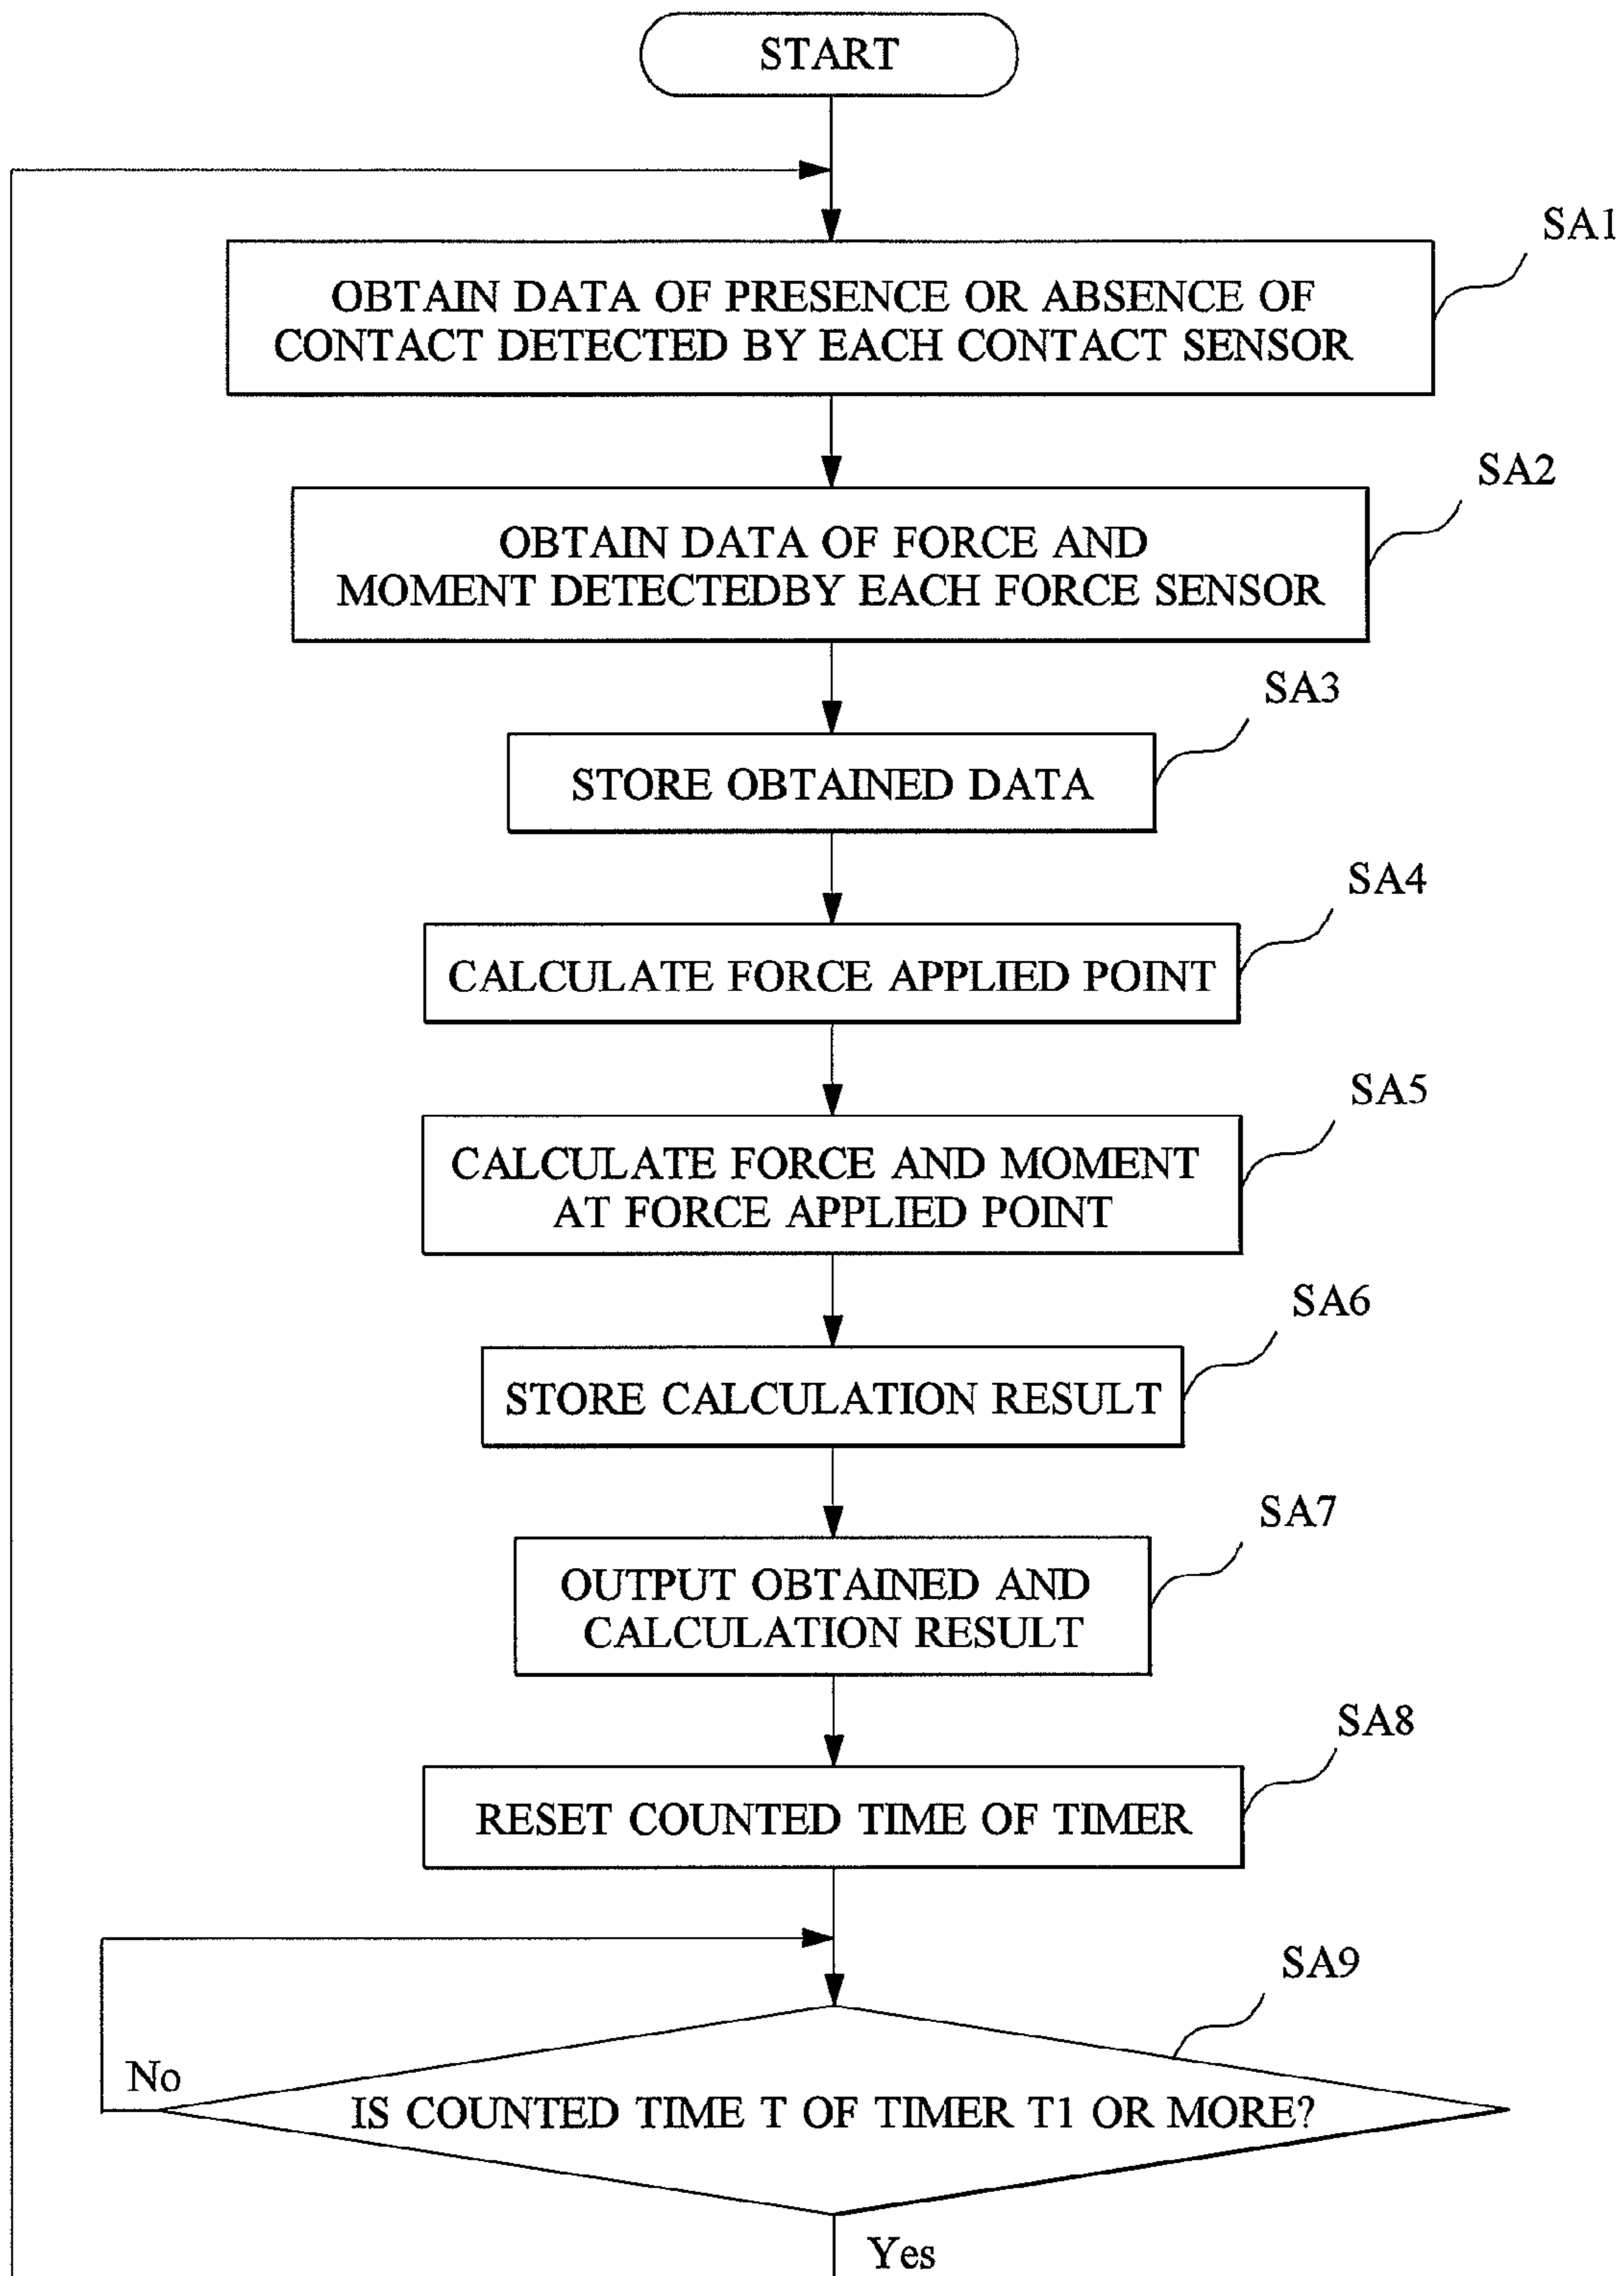 START
SA1
OBTAIN DATA OF PRESENCE OR ABSENCE OF
CONTACT DETECTED BY EACH CONTACT SENSOR
SA2
OBTAIN DATA OF FORCE AND
MOMENT DETECTEDBY EACH FORCE SENSOR
SA3
STORE OBTAINED DATA
SA4
CALCULATE FORCE APPLIED POINT
SA5
CALCULATE FORCE AND MOMENT
AT FORCE APPLIED POINT
SA6
STORE CALCULATION RESULT
SA7
OUTPUT OBTAINED AND
CALCULATION RESULT
SA8
RESET COUNTED TIME OF TIMER
SA9
No
IS COUNTED TIME T OF TIMER T1 OR MORE?
Yes